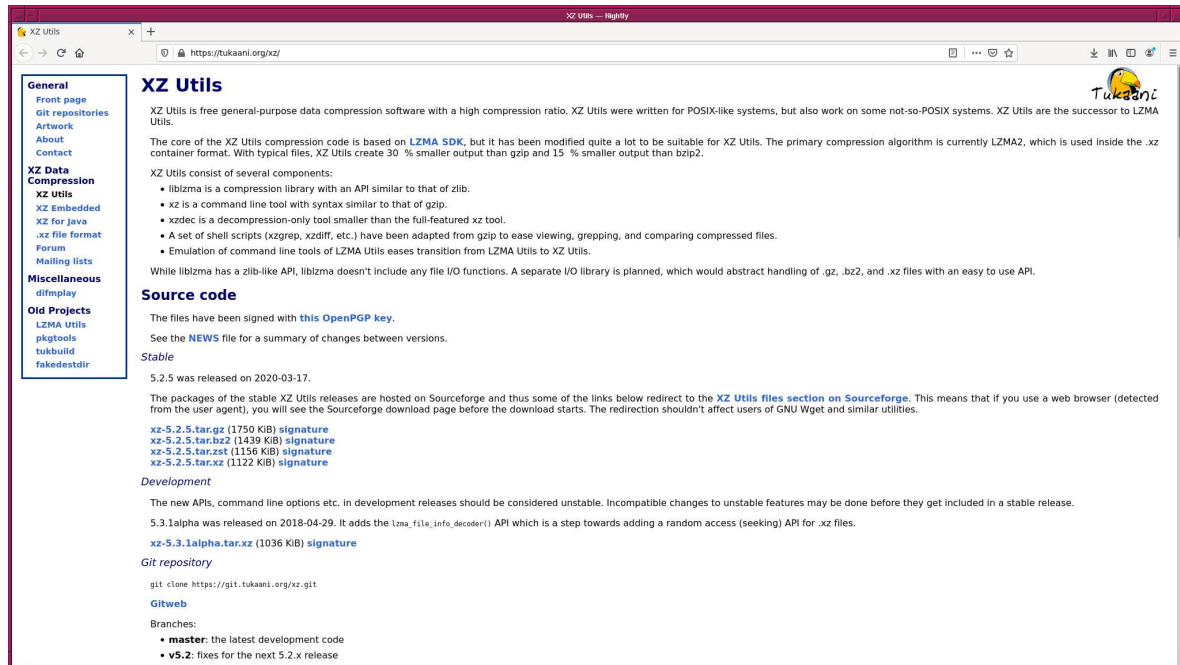 XZ Utils — Nightly
XZ Utils
https://tukaani.org/xz/
General
Front page
Git repositories
Artwork
About
Contact
XZ Data
Compression
XZ Utils
XZ Embedded
XZ for Java
.xz file format
Forum
Mailing lists
Miscellaneous
difmplay
Old Projects
LZMA Utils
pkgtools
tukbuild
fakedestdir
XZ Utils
Tukaani
XZ Utils is free general-purpose data compression software with a high compression ratio. XZ Utils were written for POSIX-like systems, but also work on some not-so-POSIX systems. XZ Utils are the successor to LZMA
Utils.
The core of the XZ Utils compression code is based on LZMA SDK, but it has been modified quite a lot to be suitable for XZ Utils. The primary compression algorithm is currently LZMA2, which is used inside the .xz
container format. With typical files, XZ Utils create 30 % smaller output than gzip and 15 % smaller output than bzip2.
XZ Utils consist of several components:
• liblzma is a compression library with an API similar to that of zlib.
• xz is a command line tool with syntax similar to that of gzip.
• xzdec is a decompression-only tool smaller than the full-featured xz tool.
• A set of shell scripts (xzgrep, xzdiff, etc.) have been adapted from gzip to ease viewing, grepping, and comparing compressed files.
• Emulation of command line tools of LZMA Utils eases transition from LZMA Utils to XZ Utils.
While liblzma has a zlib-like API, liblzma doesn't include any file I/O functions. A separate I/O library is planned, which would abstract handling of .gz, .bz2, and .xz files with an easy to use API.
Source code
The files have been signed with this OpenPGP key.
See the NEWS file for a summary of changes between versions.
Stable
5.2.5 was released on 2020-03-17.
The packages of the stable XZ Utils releases are hosted on Sourceforge and thus some of the links below redirect to the XZ Utils files section on Sourceforge. This means that if you use a web browser (detected
from the user agent), you will see the Sourceforge download page before the download starts. The redirection shouldn't affect users of GNU Wget and similar utilities.
xz-5.2.5.tar.gz (1750 KiB) signature
xz-5.2.5.tar.bz2 (1439 KiB) signature
xz-5.2.5.tar.zst (1156 KiB) signature
xz-5.2.5.tar.xz (1122 KiB) signature
Development
The new APIs, command line options etc. in development releases should be considered unstable. Incompatible changes to unstable features may be done before they get included in a stable release.
5.3.1alpha was released on 2018-04-29. It adds the lzma_file_info_decoder() API which is a step towards adding a random access (seeking) API for .xz files.
xz-5.3.1alpha.tar.xz (1036 KiB) signature
Git repository
git clone https://git.tukaani.org/xz.git
Gitweb
Branches:
• master: the latest development code
• v5.2: fixes for the next 5.2.x release